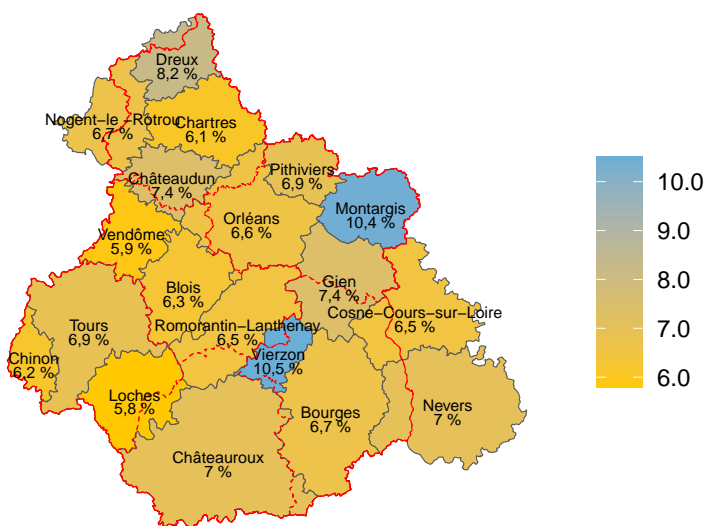 Dreux
8,2 %
Nogent-le -Rotrou
6,7 %
Chartres
6,1 %
Châteaudun
7,4 %
Pithiviers
6,9 %
Montargis
10,4 %
Orléans
6,6 %
Vendôme
5,9 %
Blois
6,3 %
Gien
7,4 %
Cosne-Cours-sur-Loire
6,5 %
Tours
6,9 %
Romorantin-Lanthenay
6,5 %
Chinon
6,2 %
Vierzon
10,5 %
Loches
5,8 %
Bourges
6,7 %
Nevers
7 %
Châteauroux
7 %
10.0
9.0
8.0
7.0
6.0